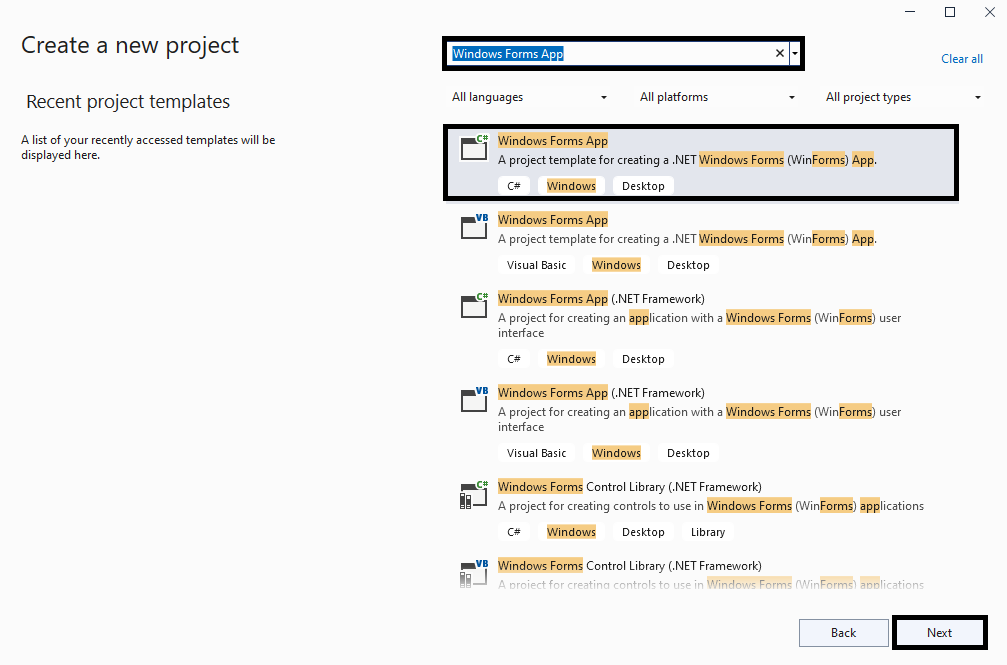 Create a new project
Recent project templates
A list of your recently accessed templates will be
displayed here.
Windows Forms App
Clear all
All languages
All platforms
All project types
C#
Windows Forms App
A project template for creating a .NET Windows Forms (WinForms) App.
C# Windows Desktop
VB
Windows Forms App
A project template for creating a .NET Windows Forms (WinForms) App.
Visual Basic Windows Desktop
C#
Windows Forms App (.NET Framework)
A project for creating an application with a Windows Forms (WinForms) user
interface
C# Windows Desktop
VB
Windows Forms App (.NET Framework)
A project for creating an application with a Windows Forms (WinForms) user
interface
Visual Basic Windows Desktop
C#
Windows Forms Control Library (.NET Framework)
A project for creating controls to use in Windows Forms (WinForms) applications
C# Windows Desktop Library
VB
Windows Forms Control Library (.NET Framework)
A project for creating controls to use in Windows Forms (WinForms) applications
Back
Next